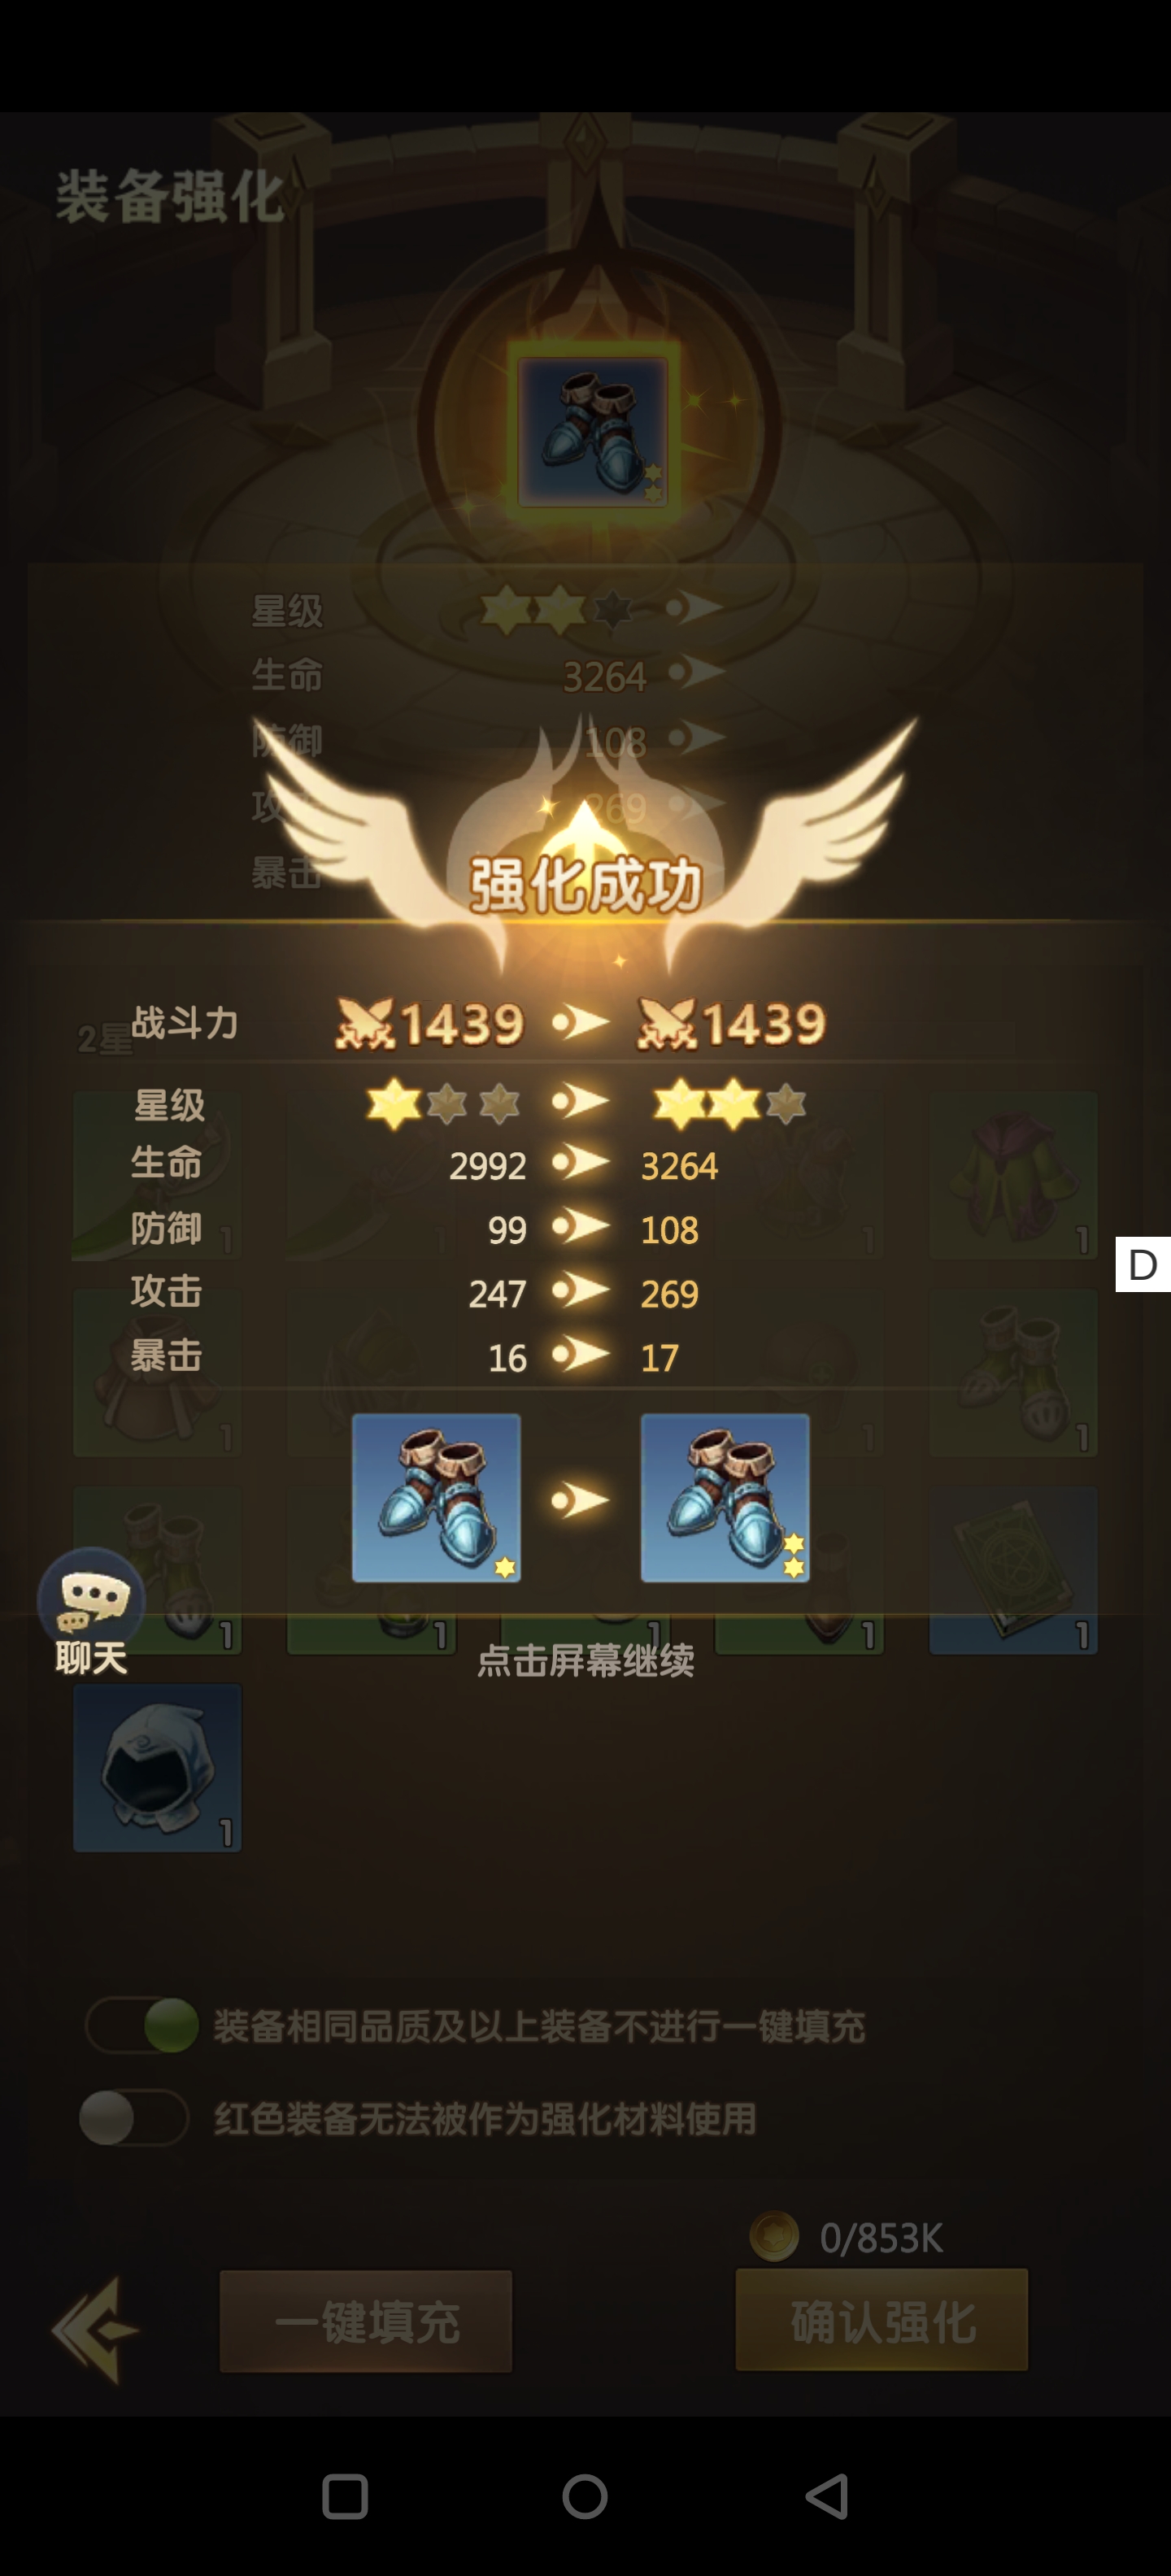 装备强化
星级
生命 3264
防御 108
攻击 269
暴击
强化成功
2星
战斗力 1439 1439
星级
生命 2992 3264
防御 99 108
攻击 247 269
暴击 16 17
D
1 1 1 1
1 1 1
1 1 1 1 1
聊天
点击屏幕继续
1
装备相同品质及以上装备不进行一键填充
红色装备无法被作为强化材料使用
0/853K
一键填充 确认强化